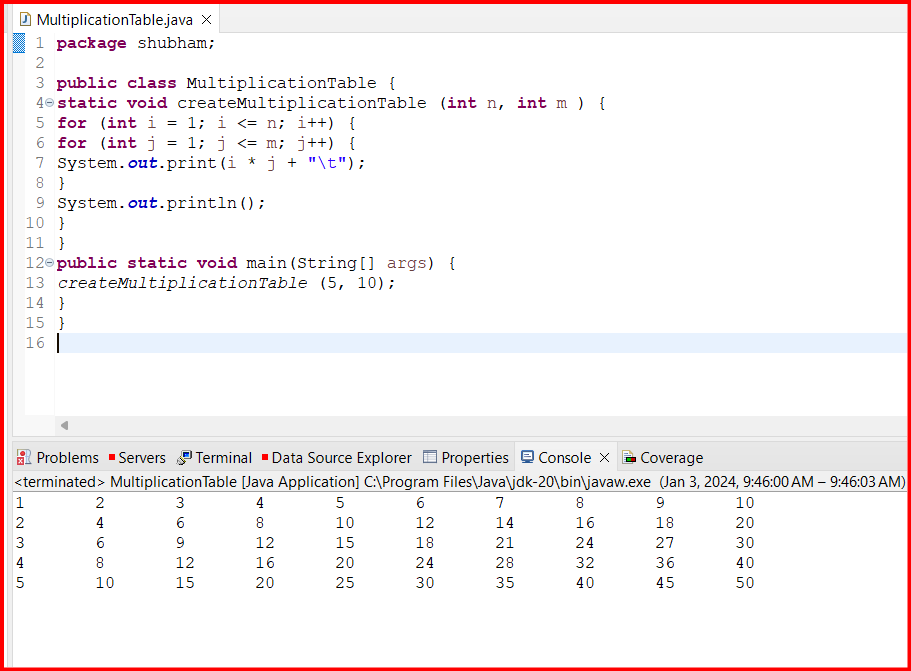 MultiplicationTable.java
1 package shubham;
2
3 public class MultiplicationTable {
4 static void createMultiplicationTable (int n, int m ) {
5 for (int i = 1; i <= n; i++) {
6 for (int j = 1; j <= m; j++) {
7 System.out.print(i * j + "\t");
8 }
9 System.out.println();
10 }
11 }
12 public static void main(String[] args) {
13 createMultiplicationTable (5, 10);
14 }
15 }
16
Problems Servers Terminal Data Source Explorer Properties Console Coverage
<terminated> MultiplicationTable [Java Application] C:\Program Files\Java\jdk-20\bin\javaw.exe (Jan 3, 2024, 9:46:00 AM – 9:46:03 AM)
1 2 3 4 5 6 7 8 9 10
2 4 6 8 10 12 14 16 18 20
3 6 9 12 15 18 21 24 27 30
4 8 12 16 20 24 28 32 36 40
5 10 15 20 25 30 35 40 45 50